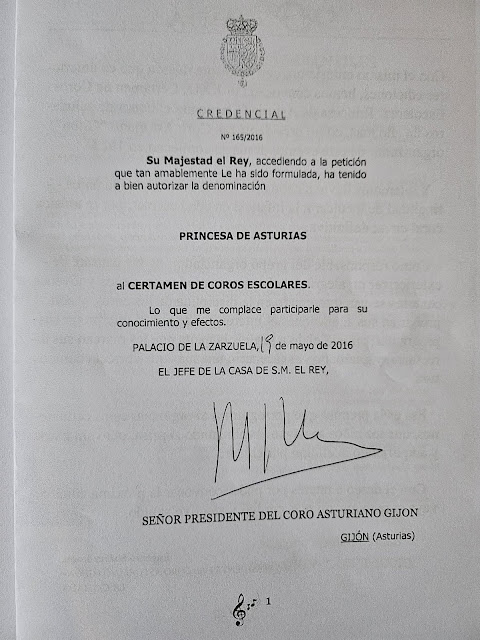 CREDENCIAL
Nº 165/2016
Su Majestad el Rey, accediendo a la petición
que tan amablemente Le ha sido formulada, ha tenido
a bien autorizar la denominación
PRINCESA DE ASTURIAS
al CERTAMEN DE COROS ESCOLARES.
Lo que me complace participarle para su
conocimiento y efectos.
PALACIO DE LA ZARZUELA, 19 de mayo de 2016
EL JEFE DE LA CASA DE S.M. EL REY,
SEÑOR PRESIDENTE DEL CORO ASTURIANO GIJON
GIJÓN (Asturias)
1